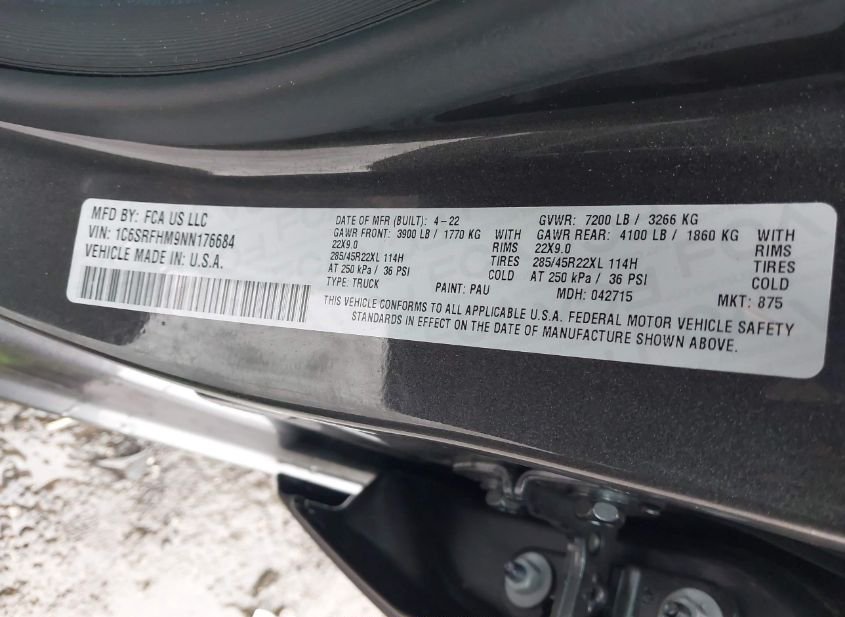 MFD BY: FCA US LLC
VIN: 1C6SRFHM9NN176684
VEHICLE MADE IN: U.S.A.
DATE OF MFR (BUILT): 4-22
GVWR: 7200 LB / 3266 KG
GAWR FRONT: 3900 LB / 1770 KG WITH
GAWR REAR: 4100 LB / 1860 KG WITH
22X9.0 RIMS
22X9.0 RIMS
285/45R22XL 114H TIRES
285/45R22XL 114H TIRES
AT 250 kPa / 36 PSI COLD
AT 250 kPa / 36 PSI COLD
TYPE: TRUCK PAINT: PAU MDH: 042715 MKT: 875
THIS VEHICLE CONFORMS TO ALL APPLICABLE U.S.A. FEDERAL MOTOR VEHICLE SAFETY
STANDARDS IN EFFECT ON THE DATE OF MANUFACTURE SHOWN ABOVE.